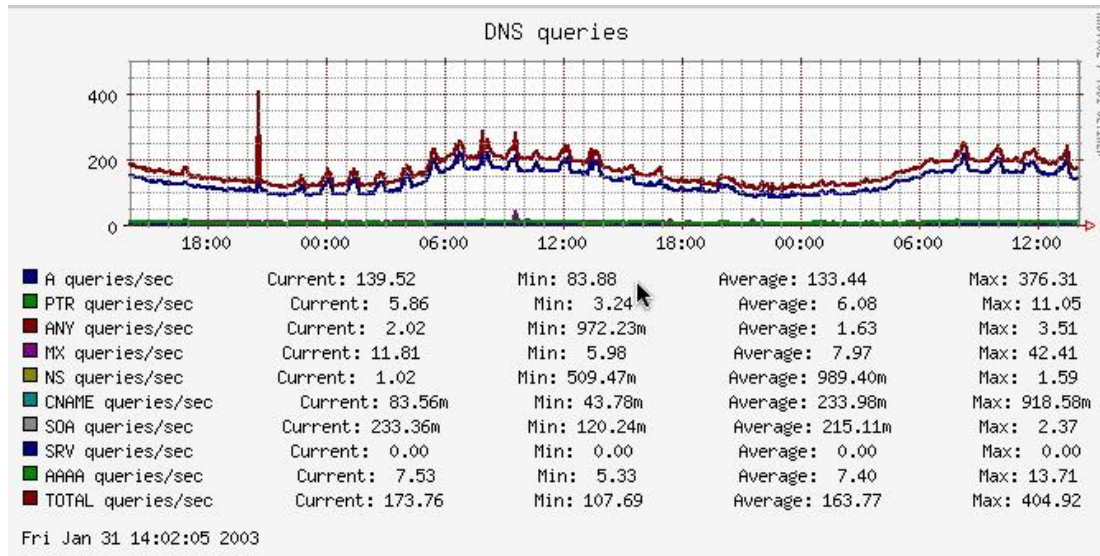 DNS queries
400
200
0
18:00 00:00 06:00 12:00 18:00 00:00 06:00 12:00
A queries/sec Current: 139.52 Min: 83.88 Average: 133.44 Max: 376.31
PTR queries/sec Current: 5.86 Min: 3.24 Average: 6.08 Max: 11.05
ANY queries/sec Current: 2.02 Min: 972.23m Average: 1.63 Max: 3.51
MX queries/sec Current: 11.81 Min: 5.98 Average: 7.97 Max: 42.41
NS queries/sec Current: 1.02 Min: 509.47m Average: 989.40m Max: 1.59
CNAME queries/sec Current: 83.56m Min: 43.78m Average: 233.98m Max: 918.58m
SOA queries/sec Current: 233.36m Min: 120.24m Average: 215.11m Max: 2.37
SRV queries/sec Current: 0.00 Min: 0.00 Average: 0.00 Max: 0.00
AAAA queries/sec Current: 7.53 Min: 5.33 Average: 7.40 Max: 13.71
TOTAL queries/sec Current: 173.76 Min: 107.69 Average: 163.77 Max: 404.92
Fri Jan 31 14:02:05 2003